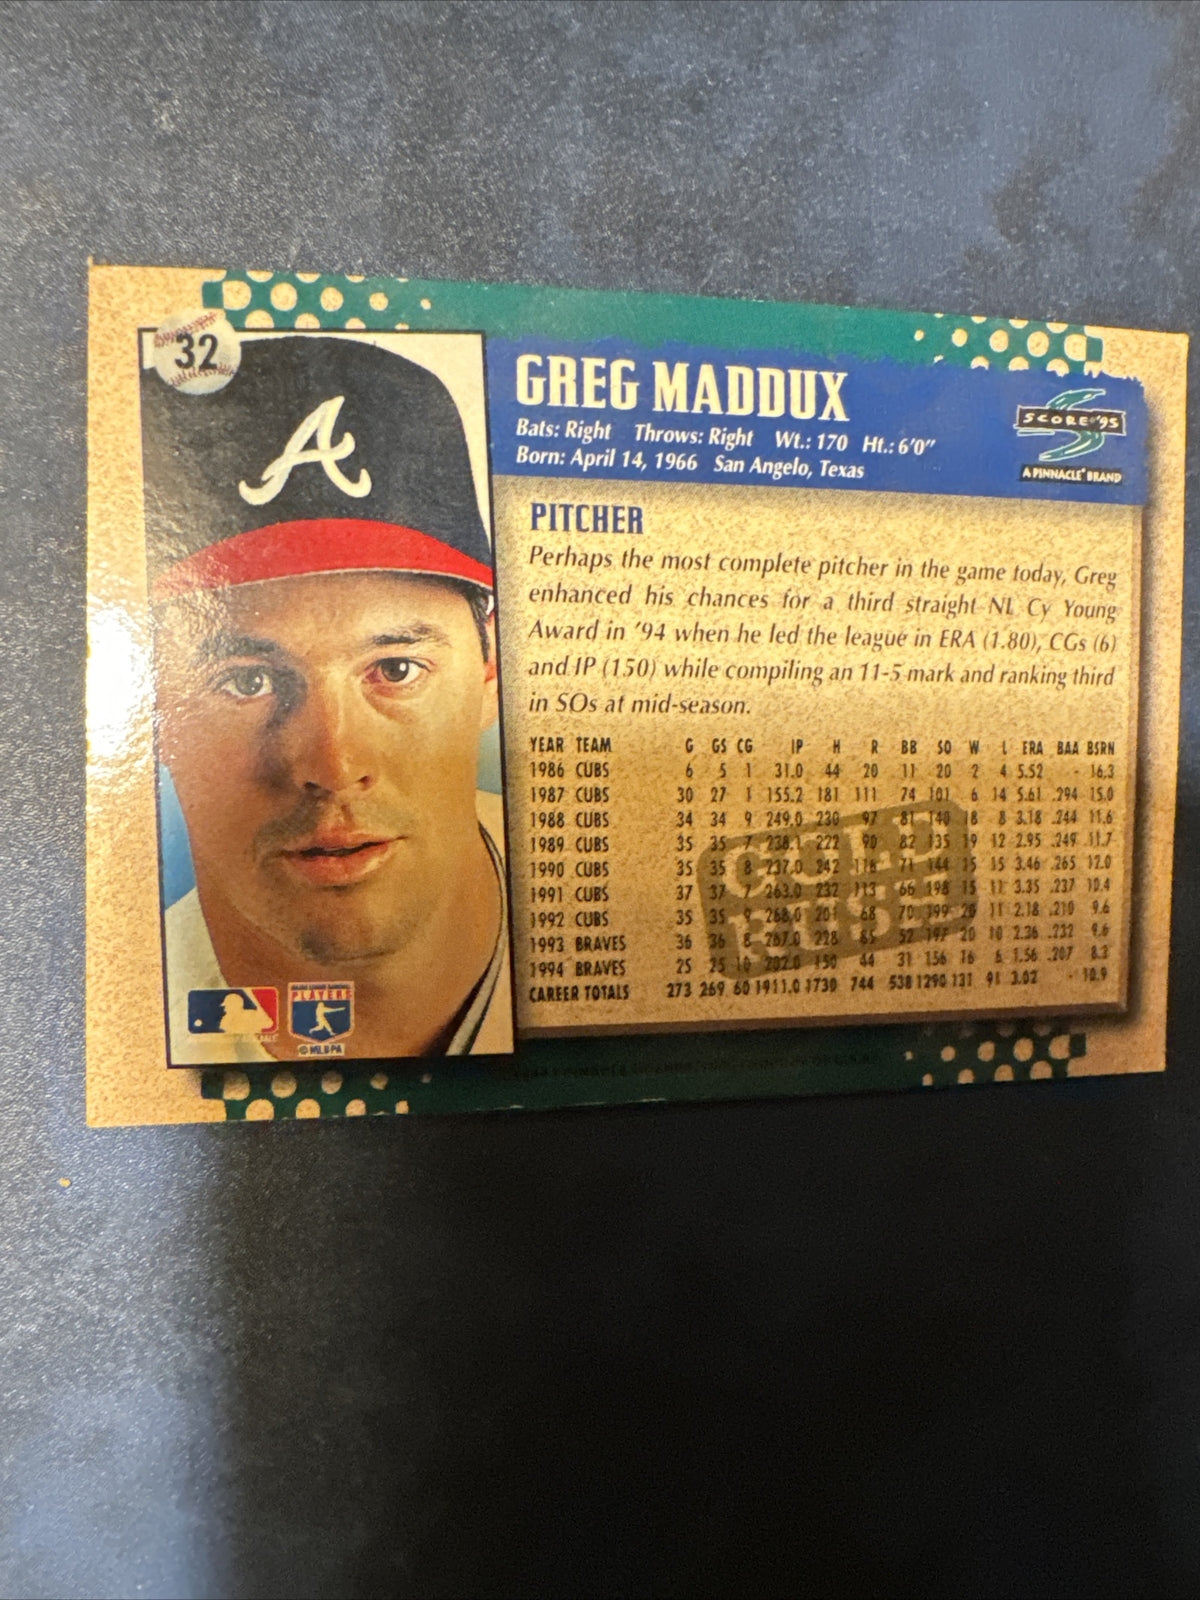 32
A
GREG MADDUX
SCORE® '95
A PINNACLE® BRAND
Bats: Right Throws: Right Wt.: 170 Ht.: 6'0"
Born: April 14, 1966 San Angelo, Texas
PITCHER
Perhaps the most complete pitcher in the game today, Greg
enhanced his chances for a third straight NL Cy Young
Award in '94 when he led the league in ERA (1.80), CGs (6)
and IP (150) while compiling an 11-5 mark and ranking third
in SOs at mid-season.
YEAR TEAM G GS CG IP H R BB SO W L ERA BAA BSRN
1986 CUBS 6 5 1 31.0 44 20 11 20 2 4 5.52 - 16.3
1987 CUBS 30 27 1 155.2 181 111 74 101 6 14 5.61 .294 15.0
1988 CUBS 34 34 9 249.0 230 97 81 140 18 8 3.18 .244 11.6
1989 CUBS 35 35 7 238.1 222 90 82 135 19 12 2.95 .249 11.7
1990 CUBS 35 35 8 237.0 242 116 71 144 15 15 3.46 .265 12.0
1991 CUBS 37 37 7 263.0 232 113 66 198 15 11 3.35 .237 10.4
1992 CUBS 35 35 9 268.0 201 68 70 199 20 11 2.18 .210 9.6
1993 BRAVES 36 36 8 267.0 228 85 52 197 20 10 2.36 .232 9.6
1994 BRAVES 25 25 10 202.0 150 44 31 156 16 6 1.56 .207 8.3
CAREER TOTALS 273 269 60 1911.0 1730 744 538 1290 131 91 3.02 - 10.9
MAJOR LEAGUE BASEBALL
PLAYERS
© MLBPA